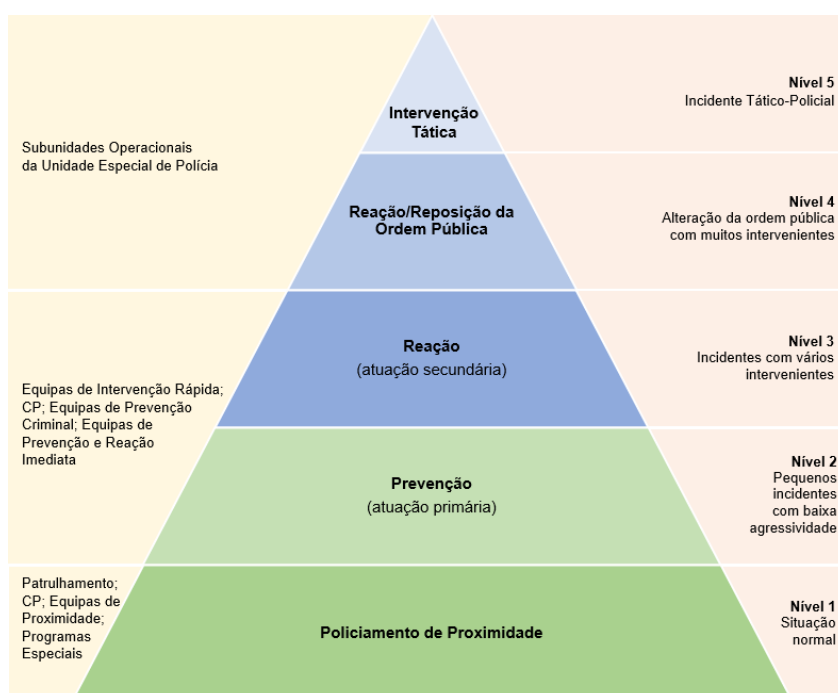 Nível 5
Incidente Tático-Policial
Intervenção
Tática
Subunidades Operacionais
da Unidade Especial de Polícia
Nível 4
Alteração da ordem pública
com muitos intervenientes
Reação/Reposição da
Ordem Pública
Nível 3
Incidentes com vários
intervenientes
Reação
(atuação secundária)
Equipas de Intervenção Rápida;
CP; Equipas de Prevenção
Criminal; Equipas de
Prevenção e Reação
Imediata
Nível 2
Pequenos
incidentes
com baixa
agressividade
Prevenção
(atuação primária)
Patrulhamento;
CP; Equipas de
Proximidade;
Programas
Especiais
Policiamento de Proximidade
Nível 1
Situação
normal